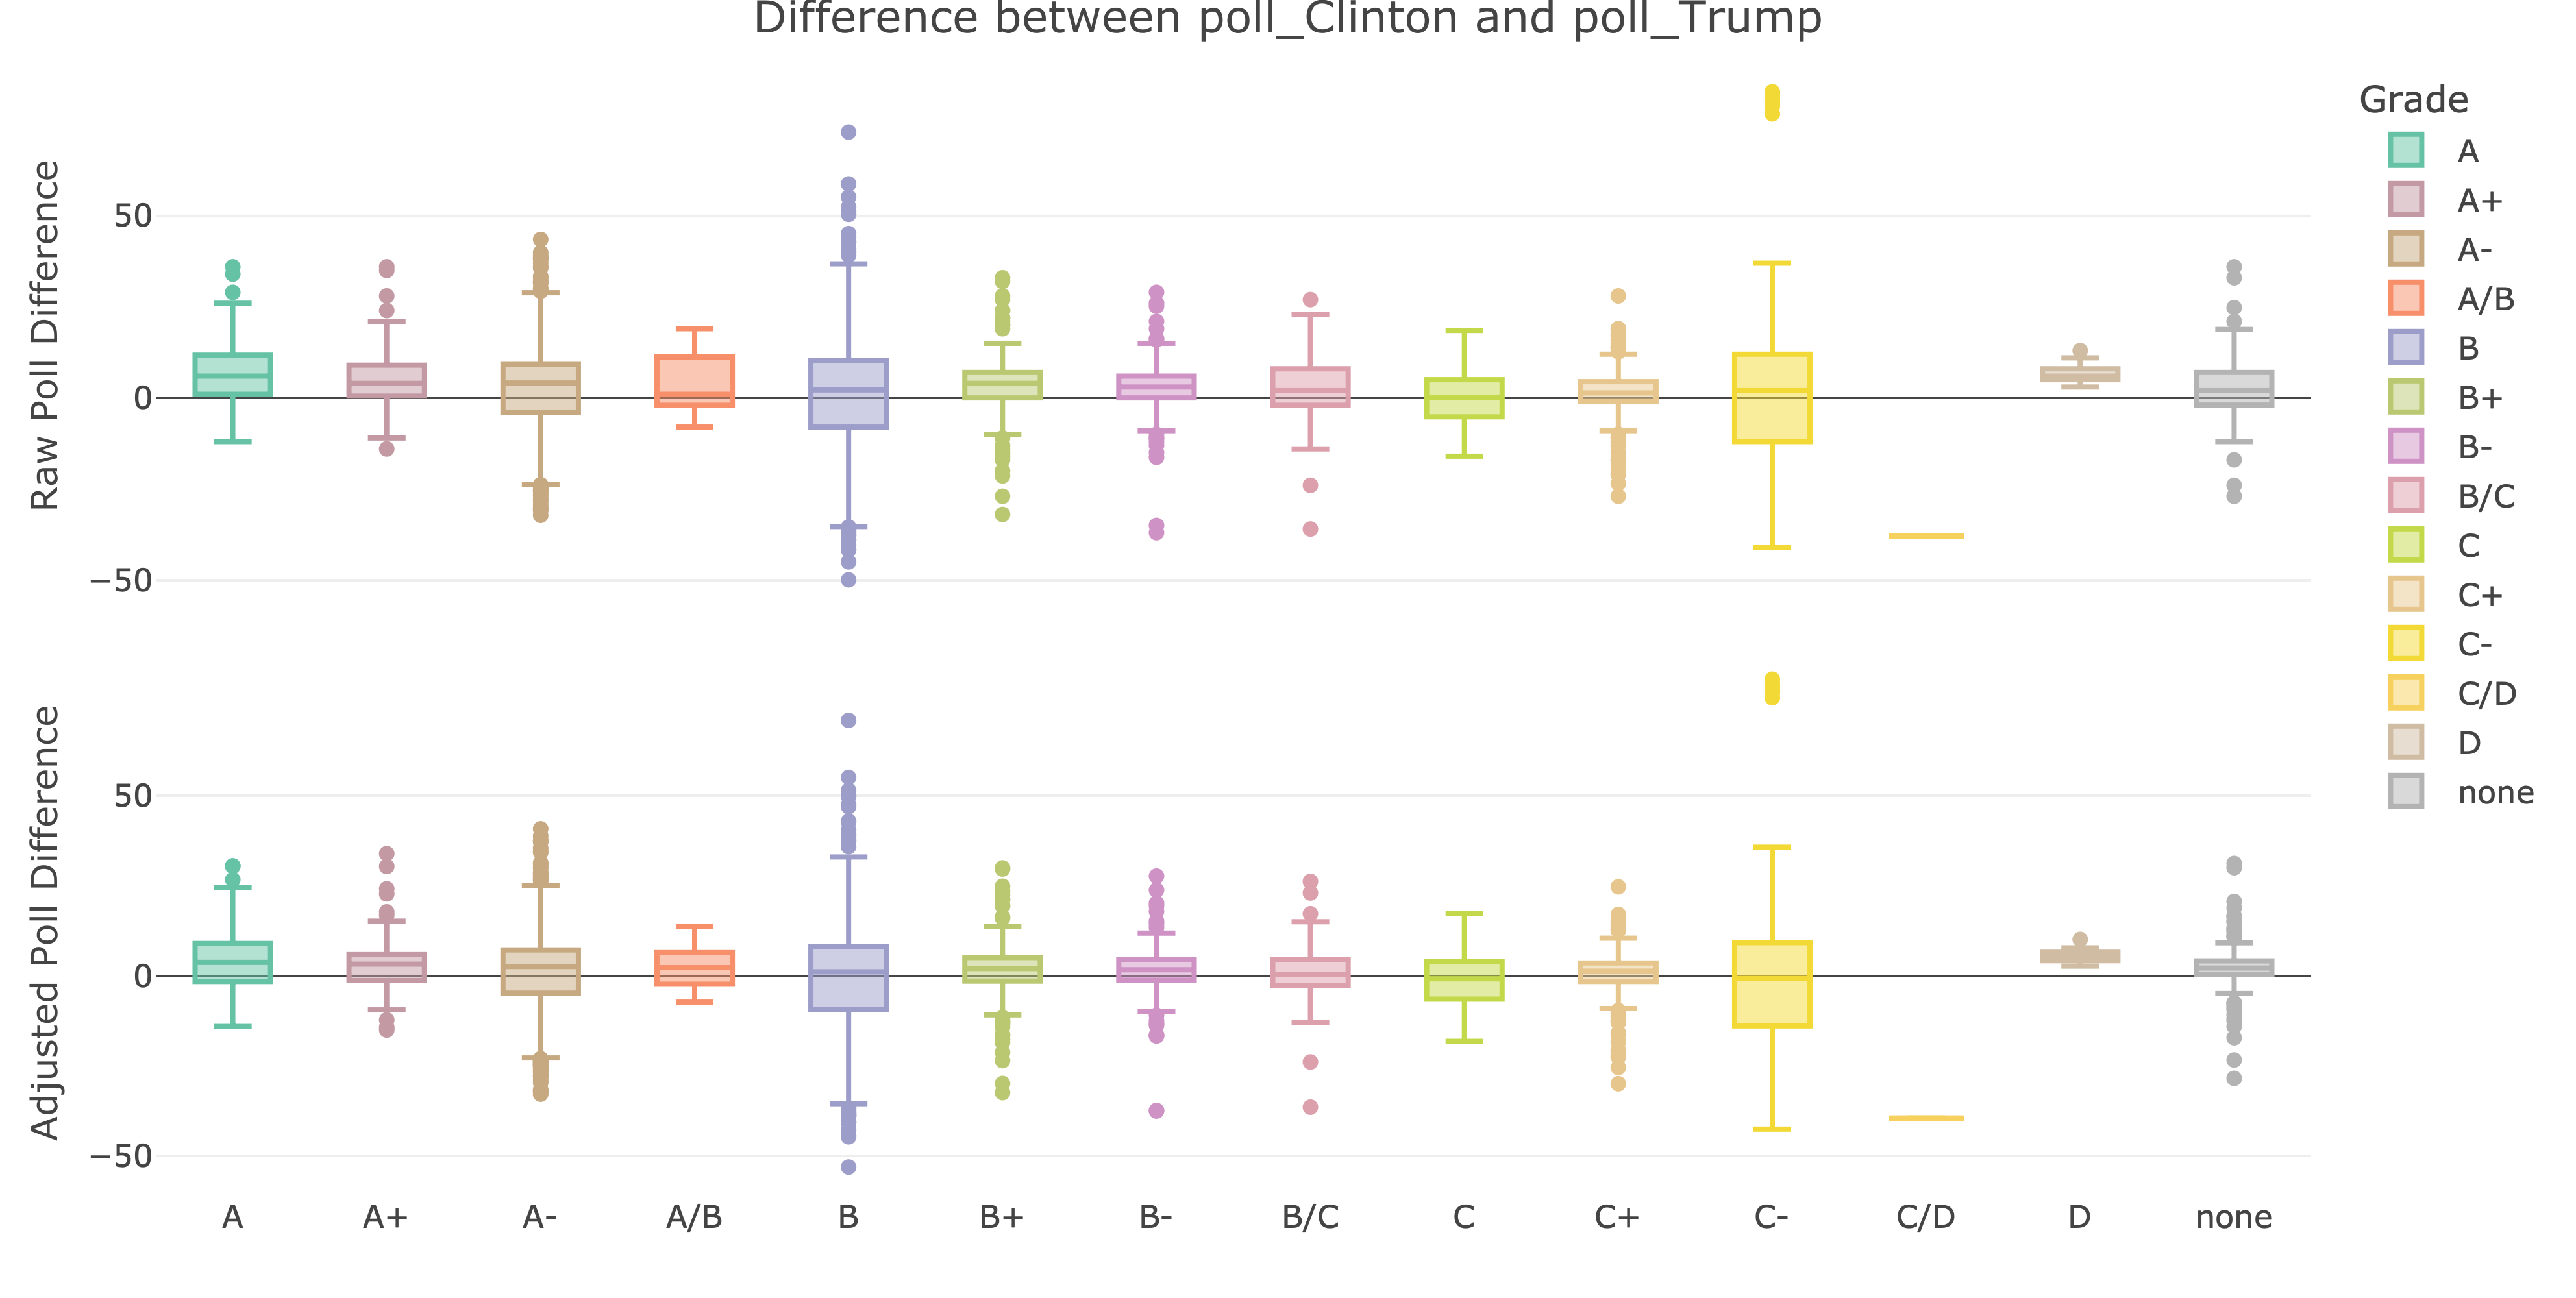 Difference between poll_Clinton and poll_Trump
Raw Poll Difference
50
0
−50
Adjusted Poll Difference
50
0
−50
A
A+
A-
A/B
B
B+
B-
B/C
C
C+
C-
C/D
D
none
Grade
A
A+
A-
A/B
B
B+
B-
B/C
C
C+
C-
C/D
D
none